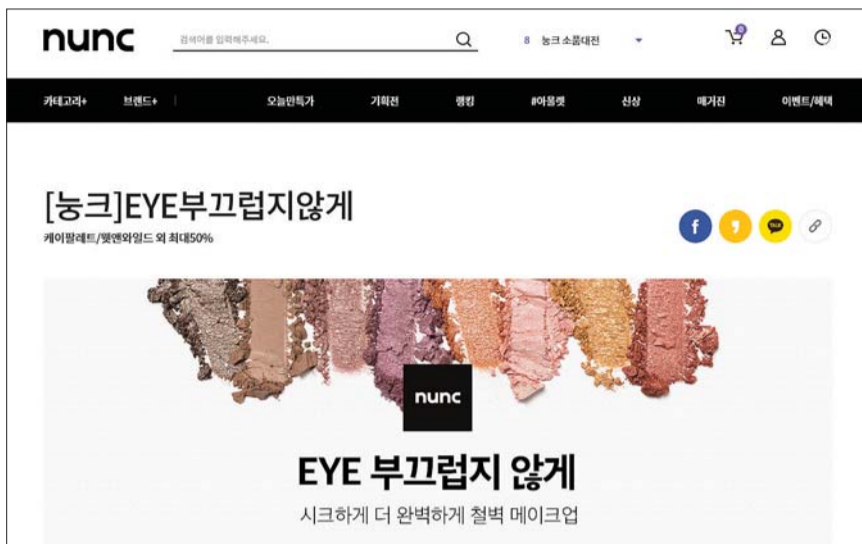 nunc 검색어를 입력해주세요. 8 눙크 소품대전 0
카테고리+ 브랜드+ 오늘만특가 기획전 랭킹 #아울렛 신상 매거진 이벤트/혜택
[눙크]EYE부끄럽지않게
케이팔레트/웻앤와일드 외 최대50%
f TALK
nunc
EYE 부끄럽지 않게
시크하게 더 완벽하게 철벽 메이크업